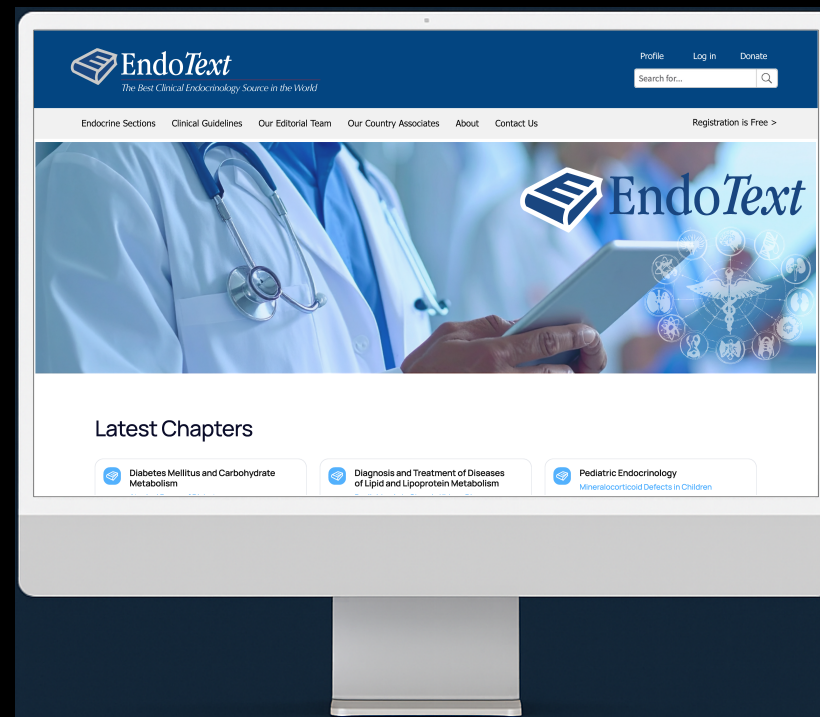 EndoText
The Best Clinical Endocrinology Source in the World
Profile Log in Donate
Search for...
Endocrine Sections Clinical Guidelines Our Editorial Team Our Country Associates About Contact Us Registration is Free >
EndoText
Latest Chapters
Diabetes Mellitus and Carbohydrate
Metabolism
Diagnosis and Treatment of Diseases
of Lipid and Lipoprotein Metabolism
Pediatric Endocrinology
Mineralocorticoid Defects in Children